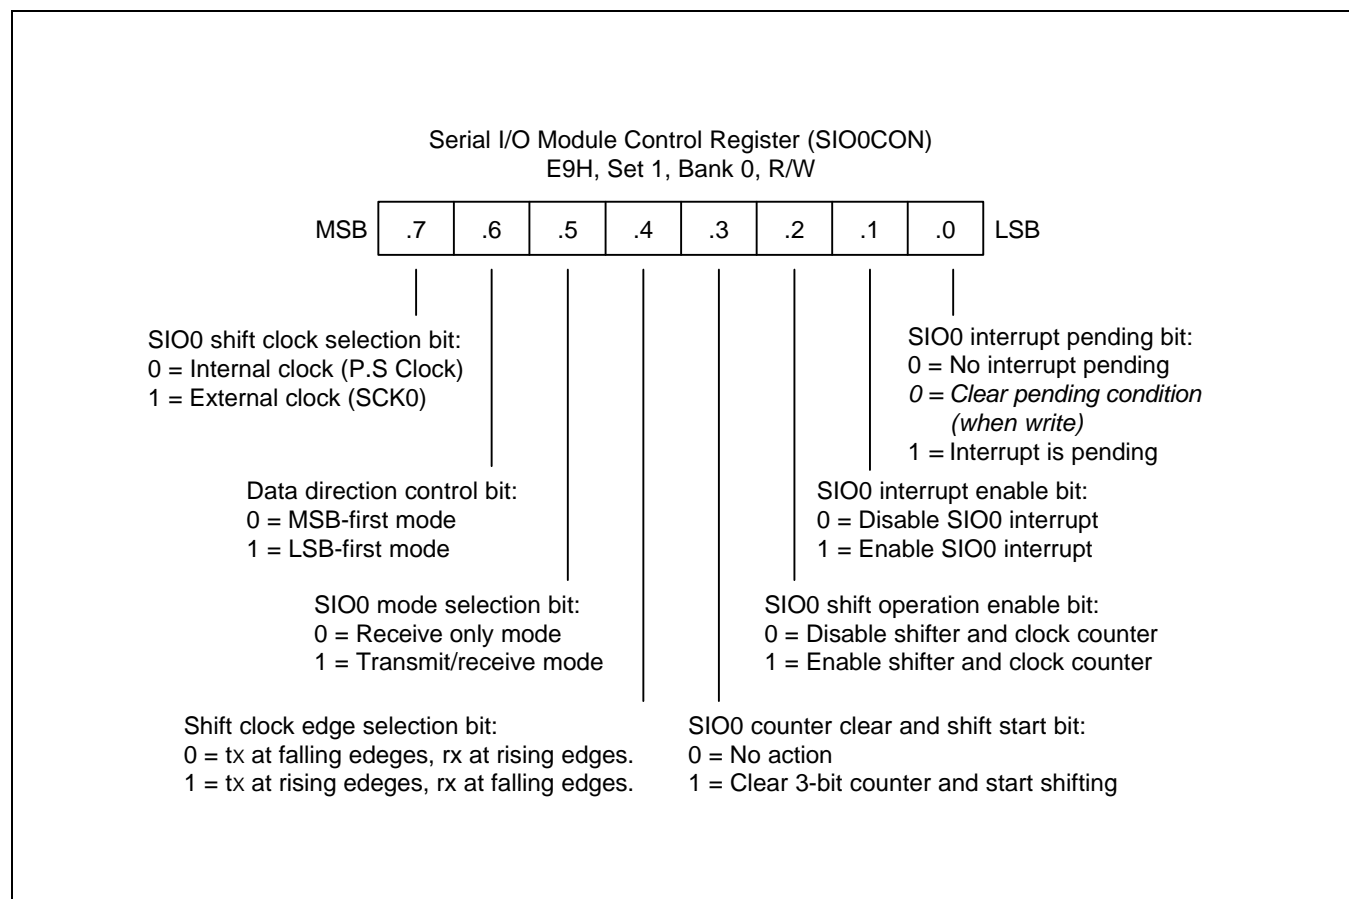 Serial I/O Module Control Register (SIO0CON)
E9H, Set 1, Bank 0, R/W
MSB .7 .6 .5 .4 .3 .2 .1 .0 LSB
SIO0 shift clock selection bit:
0 = Internal clock (P.S Clock)
1 = External clock (SCK0)
SIO0 interrupt pending bit:
0 = No interrupt pending
0 = Clear pending condition
(when write)
1 = Interrupt is pending
Data direction control bit:
0 = MSB-first mode
1 = LSB-first mode
SIO0 interrupt enable bit:
0 = Disable SIO0 interrupt
1 = Enable SIO0 interrupt
SIO0 mode selection bit:
0 = Receive only mode
1 = Transmit/receive mode
SIO0 shift operation enable bit:
0 = Disable shifter and clock counter
1 = Enable shifter and clock counter
Shift clock edge selection bit:
0 = tx at falling edeges, rx at rising edges.
1 = tx at rising edeges, rx at falling edges.
SIO0 counter clear and shift start bit:
0 = No action
1 = Clear 3-bit counter and start shifting